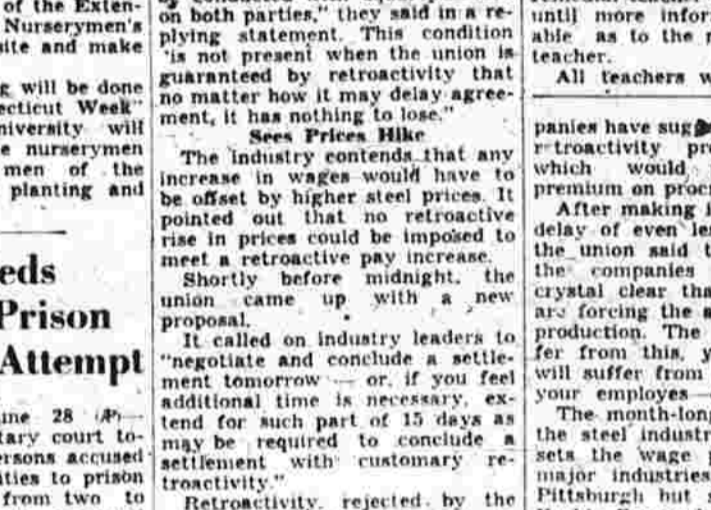 of the Exten-
Nurserymen's
site and make
will be done
ecticut Week"
niversity will
e nurserymen
men of the
planting and
eds
Prison
Attempt
une 28 (AP)—
tary court to-
ersons accused
ities to prison
from two to
on both parties," they said in a re-
plying statement. This condition
"is not present when the union is
guaranteed by retroactivity that
no matter how it may delay agree-
ment, it has nothing to lose."
Sees Prices Hike
The industry contends that any
increase in wages would have to
be offset by higher steel prices. It
pointed out that no retroactive
rise in prices could be imposed to
meet a retroactive pay increase.
Shortly before midnight, the
union came up with a new
proposal.
It called on industry leaders to
"negotiate and conclude a settle-
ment tomorrow — or, if you feel
additional time is necessary, ex-
tend for such part of 15 days as
may be required to conclude a
settlement with customary re-
troactivity."
Retroactivity, rejected by the
until more infor
able as to the
teacher.
All teachers w
panies have sug
retroactivity pr
which would
premium on proc
After making i
delay of even le
the union said t
the companies
crystal clear tha
are forcing the
production. The
fer from this, y
will suffer from
your employes—
The month-long
the steel industr
sets the wage
major industries
Pittsburgh but s